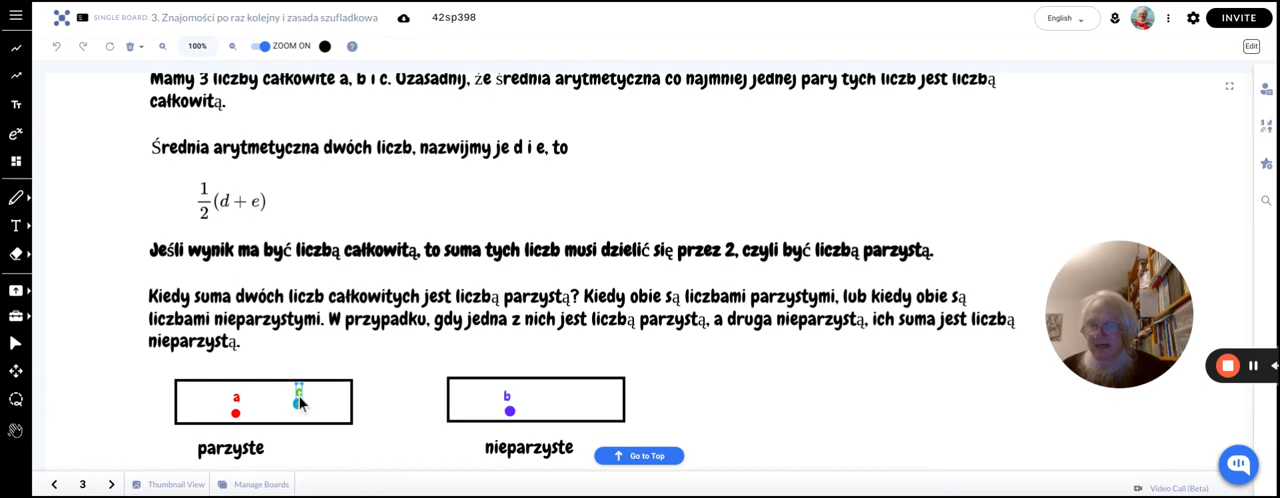 SINGLE BOARD: 3. Znajomości po raz kolejny i zasada szufladkowa
42sp398
English
INVITE
100%
ZOOM ON
Edit
Mamy 3 liczby całkowite a, b i c. Uzasadnij, że średnia arytmetyczna co najmniej jednej pary tych liczb jest liczbą
całkowitą.
Średnia arytmetyczna dwóch liczb, nazwijmy je d i e, to
1/2 (d + e)
Jeśli wynik ma być liczbą całkowitą, to suma tych liczb musi dzielić się przez 2, czyli być liczbą parzystą.
Kiedy suma dwóch liczb całkowitych jest liczbą parzystą? Kiedy obie są liczbami parzystymi, lub kiedy obie są
liczbami nieparzystymi. W przypadku, gdy jedna z nich jest liczbą parzystą, a druga nieparzystą, ich suma jest liczbą
nieparzystą.
a
c
b
parzyste
nieparzyste
Go to Top
3
Thumbnail View
Manage Boards
Video Call (Beta)